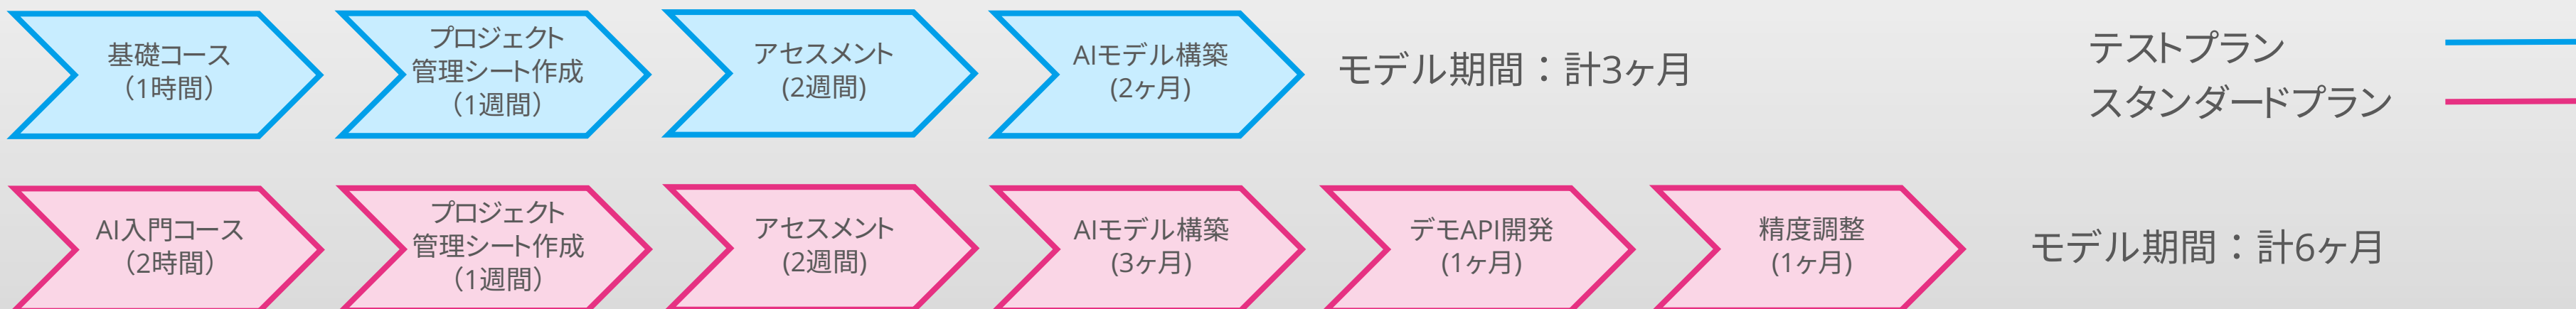 基礎コース
（1時間）
プロジェクト
管理シート作成
（1週間）
アセスメント
(2週間)
AIモデル構築
(2ヶ月)
モデル期間：計3ヶ月
テストプラン
スタンダードプラン
AI入門コース
（2時間）
プロジェクト
管理シート作成
（1週間）
アセスメント
(2週間)
AIモデル構築
(3ヶ月)
デモAPI開発
(1ヶ月)
精度調整
(1ヶ月)
モデル期間：計6ヶ月